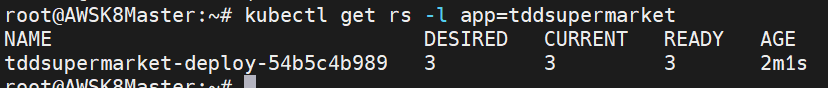 root@AWSK8Master:~# kubectl get rs -l app=tddsupermarket
NAME DESIRED CURRENT READY AGE
tddsupermarket-deploy-54b5c4b989 3 3 3 2m1s
root@AWSK8Master:~#